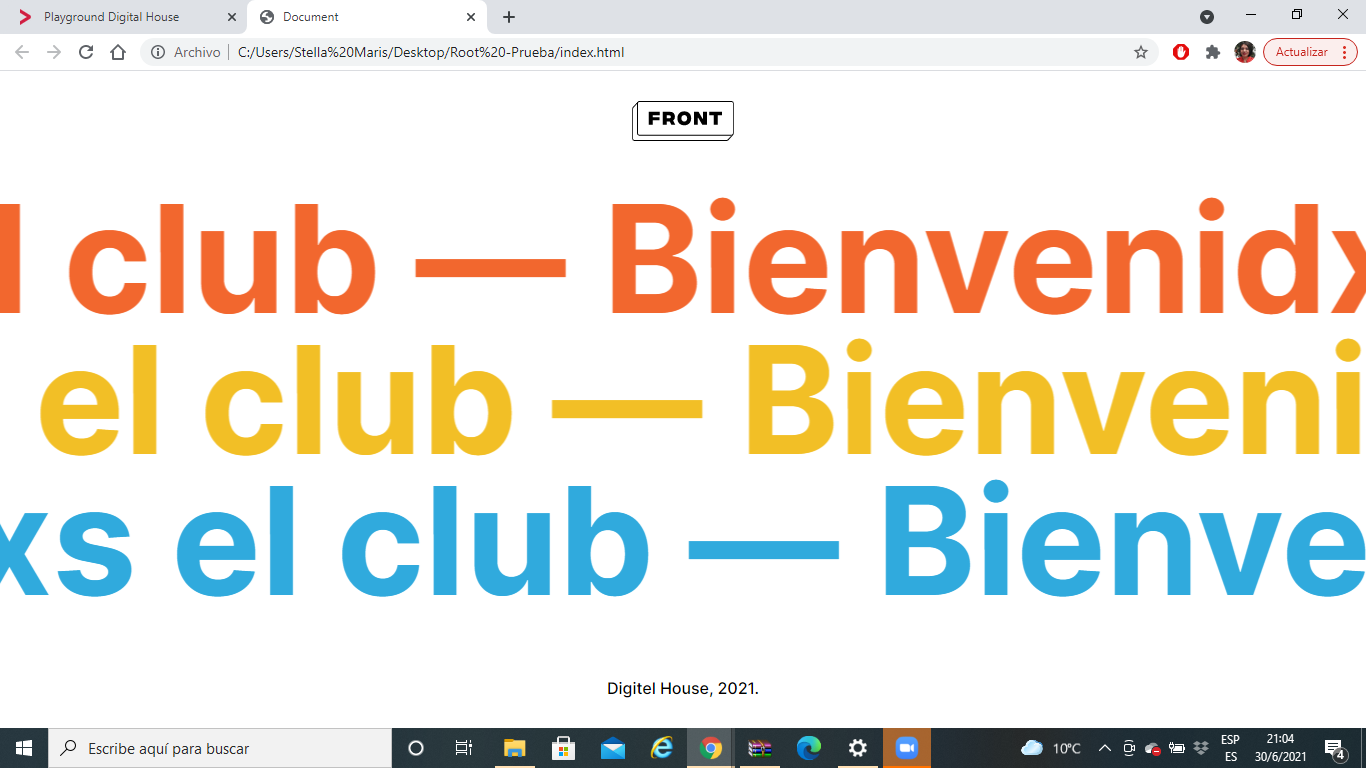 Playground Digital House
Document
Archivo
C:/Users/Stella%20Maris/Desktop/Root%20-Prueba/index.html
Actualizar
FRONT
l club — Bienvenidx
el club — Bienveni
xs el club — Bienve
Digitel House, 2021.
Escribe aquí para buscar
10ºC
ESP
ES
21:04
30/6/2021
4